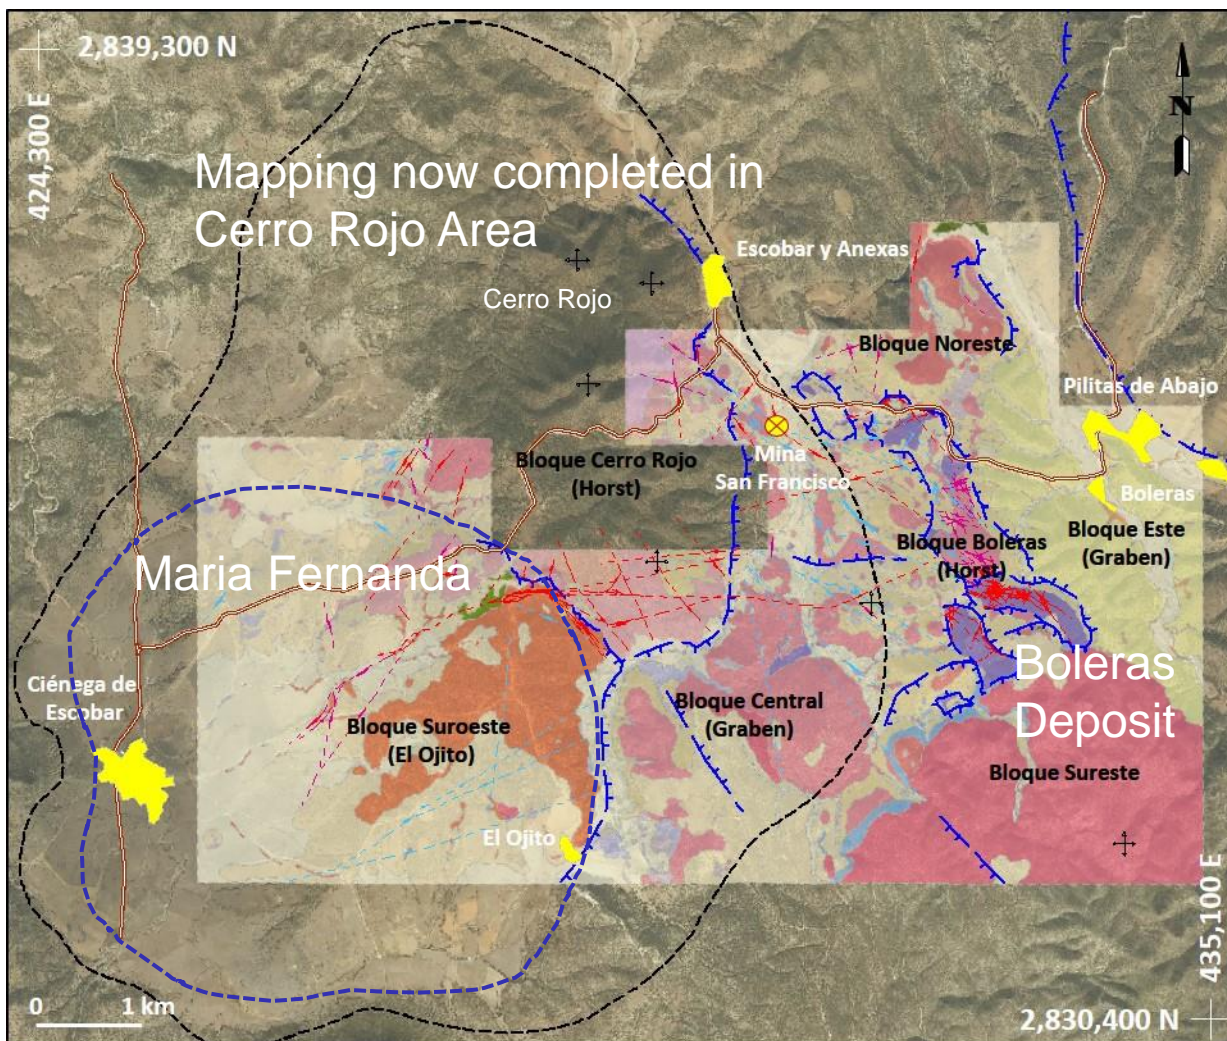 2,839,300 N
424,300 E
N
Mapping now completed in
Cerro Rojo Area
Escobar y Anexas
Cerro Rojo
Bloque Noreste
Pilitas de Abajo
Bloque Cerro Rojo
(Horst)
Mina
San Francisco
Boleras
Bloque Este
(Graben)
Bloque Boleras
(Horst)
Maria Fernanda
Ciénega de
Escobar
Bloque Suroeste
(El Ojito)
Bloque Central
(Graben)
Boleras
Deposit
Bloque Sureste
El Ojito
435,100 E
0 1 km
2,830,400 N